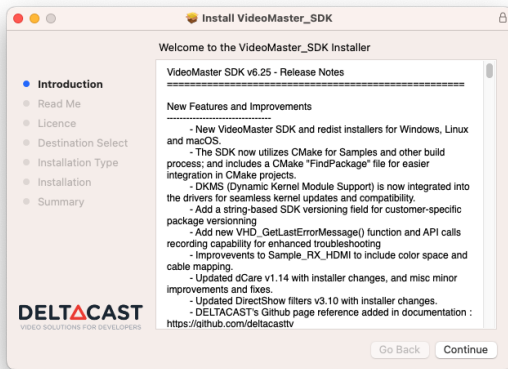 Install VideoMaster_SDK
Welcome to the VideoMaster_SDK Installer
Introduction
Read Me
Licence
Destination Select
Installation Type
Installation
Summary
VideoMaster SDK v6.25 - Release Notes
===================================================
New Features and Improvements
--------------------------------
- New VideoMaster SDK and redist installers for Windows, Linux
and macOS.
- The SDK now utilizes CMake for Samples and other build
process; and includes a CMake "FindPackage" file for easier
integration in CMake projects.
- DKMS (Dynamic Kernel Module Support) is now integrated into
the drivers for seamless kernel updates and compatibility.
- Add a string-based SDK versioning field for customer-specific
package versionning
- Add new VHD_GetLastErrorMessage() function and API calls
recording capability for enhanced troubleshooting
- Improvevents to Sample_RX_HDMI to include color space and
cable mapping.
- Updated dCare v1.14 with installer changes, and misc minor
improvements and fixes.
- Updated DirectShow filters v3.10 with installer changes.
- DELTACAST's Github page reference added in documentation :
https://github.com/deltacasttv
DELTACAST
VIDEO SOLUTIONS FOR DEVELOPERS
Go Back
Continue